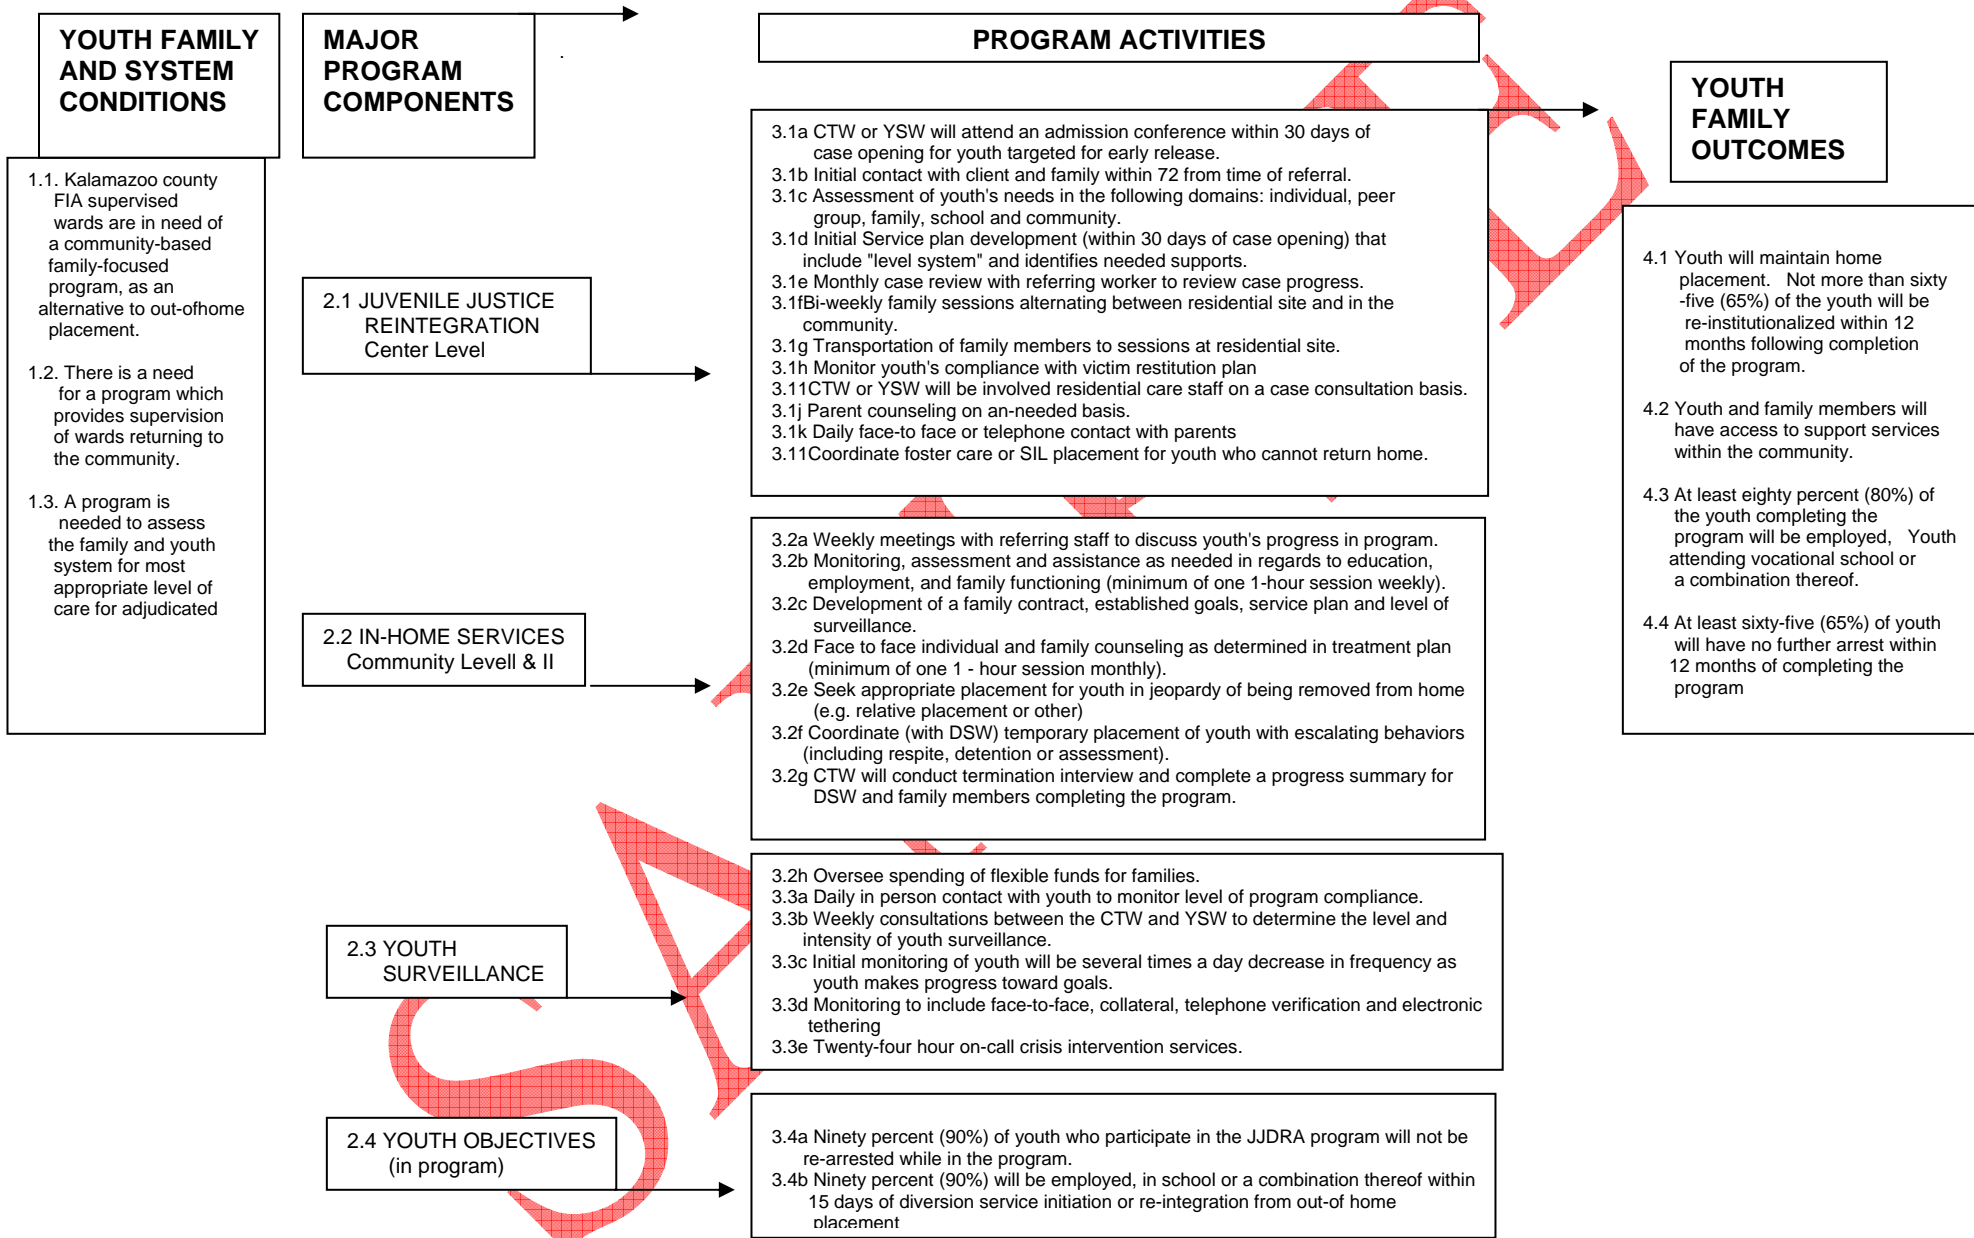 YOUTH FAMILY
AND SYSTEM
CONDITIONS
MAJOR
PROGRAM
COMPONENTS
.
PROGRAM ACTIVITIES
YOUTH
FAMILY
OUTCOMES
1.1. Kalamazoo county
FIA supervised
wards are in need of
a community-based
family-focused
program, as an
alternative to out-ofhome
placement.
1.2. There is a need
for a program which
provides supervision
of wards returning to
the community.
1.3. A program is
needed to assess
the family and youth
system for most
appropriate level of
care for adjudicated
2.1 JUVENILE JUSTICE
REINTEGRATION
Center Level
2.2 IN-HOME SERVICES
Community Levell & II
2.3 YOUTH
SURVEILLANCE
2.4 YOUTH OBJECTIVES
(in program)
3.1a CTW or YSW will attend an admission conference within 30 days of
case opening for youth targeted for early release.
3.1b Initial contact with client and family within 72 from time of referral.
3.1c Assessment of youth's needs in the following domains: individual, peer
group, family, school and community.
3.1d Initial Service plan development (within 30 days of case opening) that
include "level system" and identifies needed supports.
3.1e Monthly case review with referring worker to review case progress.
3.1fBi-weekly family sessions alternating between residential site and in the
community.
3.1g Transportation of family members to sessions at residential site.
3.1h Monitor youth's compliance with victim restitution plan
3.11CTW or YSW will be involved residential care staff on a case consultation basis.
3.1j Parent counseling on an-needed basis.
3.1k Daily face-to face or telephone contact with parents
3.11Coordinate foster care or SIL placement for youth who cannot return home.
3.2a Weekly meetings with referring staff to discuss youth's progress in program.
3.2b Monitoring, assessment and assistance as needed in regards to education,
employment, and family functioning (minimum of one 1-hour session weekly).
3.2c Development of a family contract, established goals, service plan and level of
surveillance.
3.2d Face to face individual and family counseling as determined in treatment plan
(minimum of one 1 - hour session monthly).
3.2e Seek appropriate placement for youth in jeopardy of being removed from home
(e.g. relative placement or other)
3.2f Coordinate (with DSW) temporary placement of youth with escalating behaviors
(including respite, detention or assessment).
3.2g CTW will conduct termination interview and complete a progress summary for
DSW and family members completing the program.
3.2h Oversee spending of flexible funds for families.
3.3a Daily in person contact with youth to monitor level of program compliance.
3.3b Weekly consultations between the CTW and YSW to determine the level and
intensity of youth surveillance.
3.3c Initial monitoring of youth will be several times a day decrease in frequency as
youth makes progress toward goals.
3.3d Monitoring to include face-to-face, collateral, telephone verification and electronic
tethering
3.3e Twenty-four hour on-call crisis intervention services.
3.4a Ninety percent (90%) of youth who participate in the JJDRA program will not be
re-arrested while in the program.
3.4b Ninety percent (90%) will be employed, in school or a combination thereof within
15 days of diversion service initiation or re-integration from out-of home
placement
4.1 Youth will maintain home
placement. Not more than sixty
-five (65%) of the youth will be
re-institutionalized within 12
months following completion
of the program.
4.2 Youth and family members will
have access to support services
within the community.
4.3 At least eighty percent (80%) of
the youth completing the
program will be employed, Youth
attending vocational school or
a combination thereof.
4.4 At least sixty-five (65%) of youth
will have no further arrest within
12 months of completing the
program